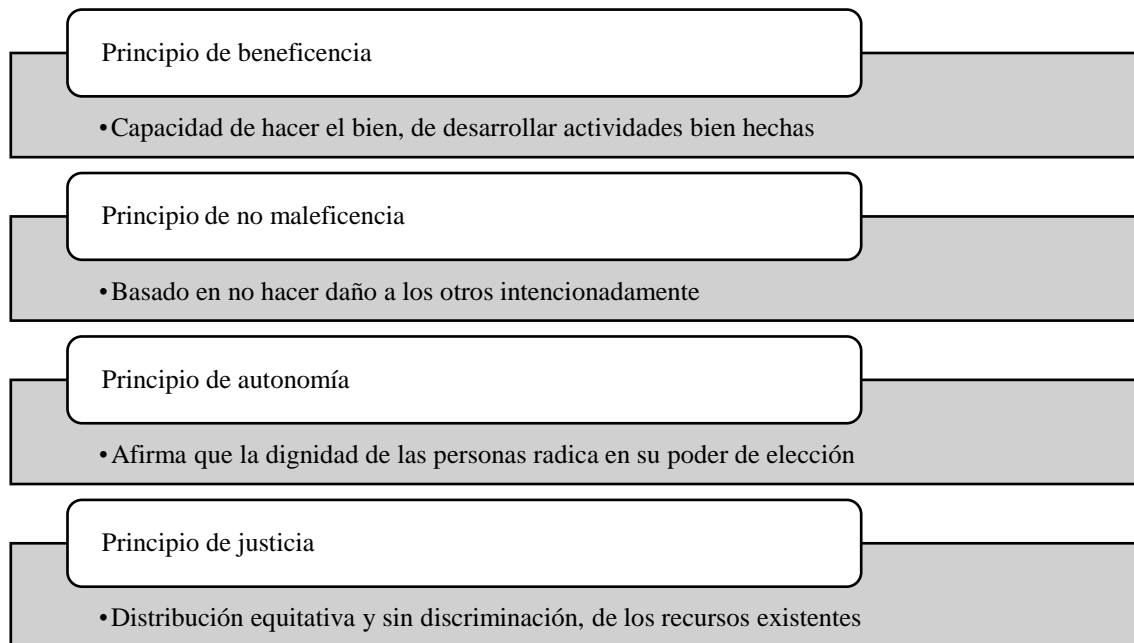 Principio de beneficencia
•Capacidad de hacer el bien, de desarrollar actividades bien hechas
Principio de no maleficencia
•Basado en no hacer daño a los otros intencionadamente
Principio de autonomía
•Afirma que la dignidad de las personas radica en su poder de elección
Principio de justicia
•Distribución equitativa y sin discriminación, de los recursos existentes